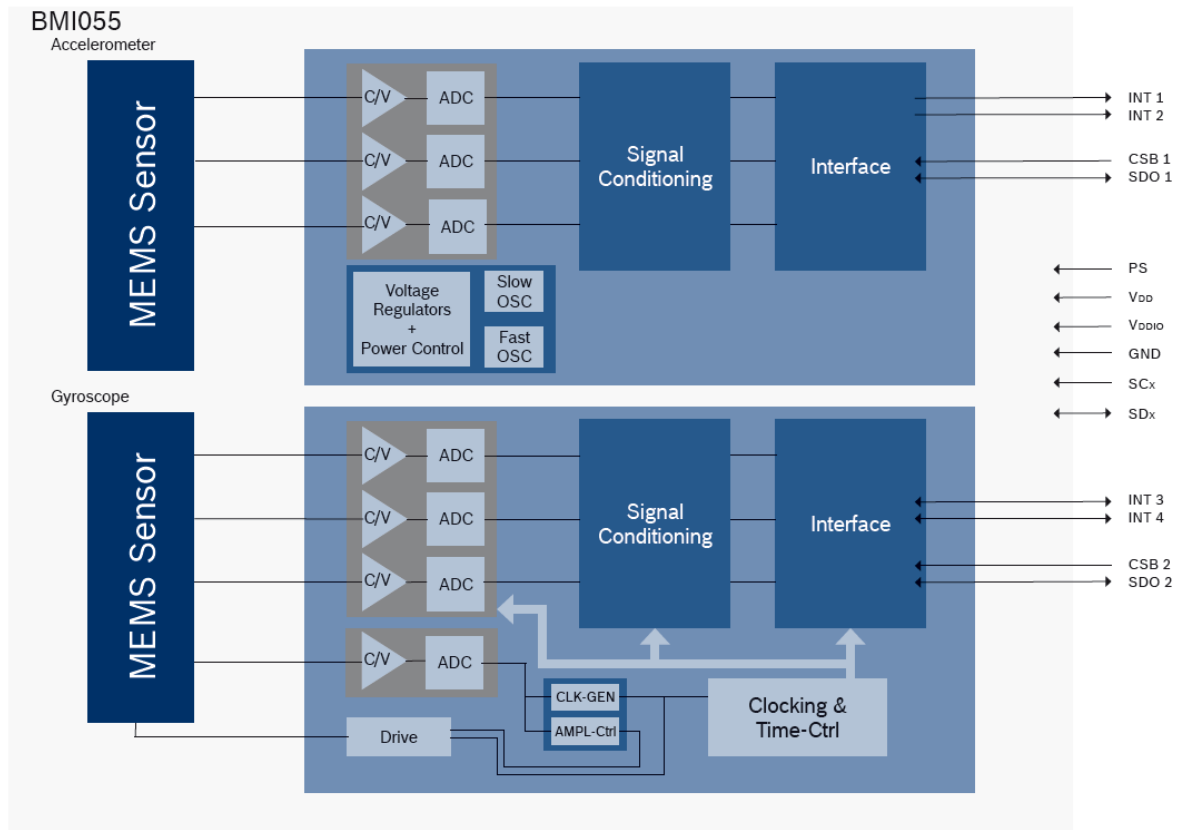 BMI055
Accelerometer
MEMS Sensor
C/V
ADC
C/V
ADC
C/V
ADC
Voltage
Regulators
+
Power Control
Slow
OSC
Fast
OSC
Signal
Conditioning
Interface
INT 1
INT 2
CSB 1
SDO 1
PS
VDD
VDDIO
GND
SCx
SDx
Gyroscope
MEMS Sensor
C/V
ADC
C/V
ADC
C/V
ADC
C/V
ADC
Drive
CLK-GEN
AMPL-Ctrl
Signal
Conditioning
Interface
Clocking &
Time-Ctrl
INT 3
INT 4
CSB 2
SDO 2